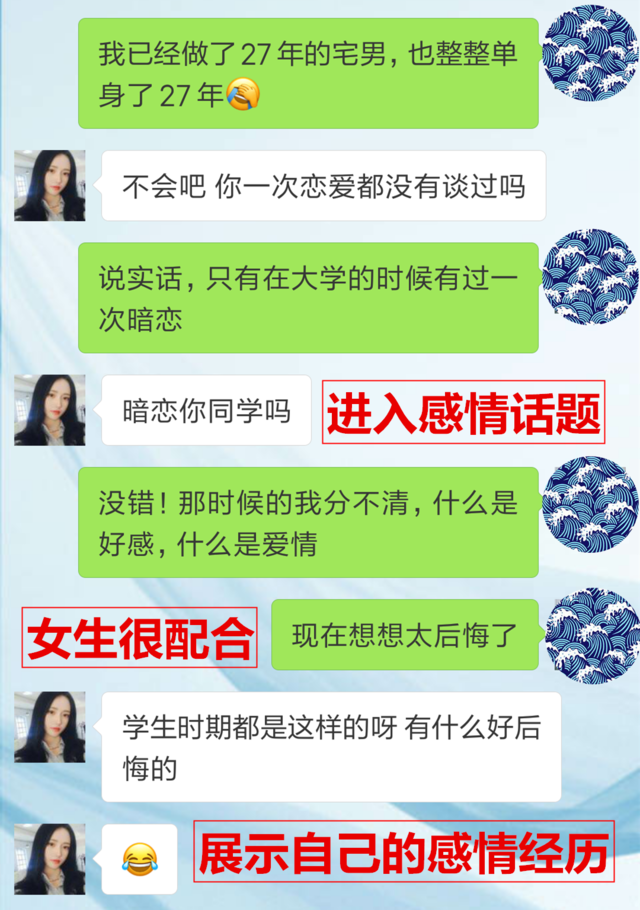 我已经做了27年的宅男，也整整单
身了27年😂
不会吧 你一次恋爱都没有谈过吗
说实话，只有在大学的时候有过一
次暗恋
暗恋你同学吗
进入感情话题
没错！那时候的我分不清，什么是
好感，什么是爱情
女生很配合
现在想想太后悔了
学生时期都是这样的呀 有什么好后
悔的
😂
展示自己的感情经历